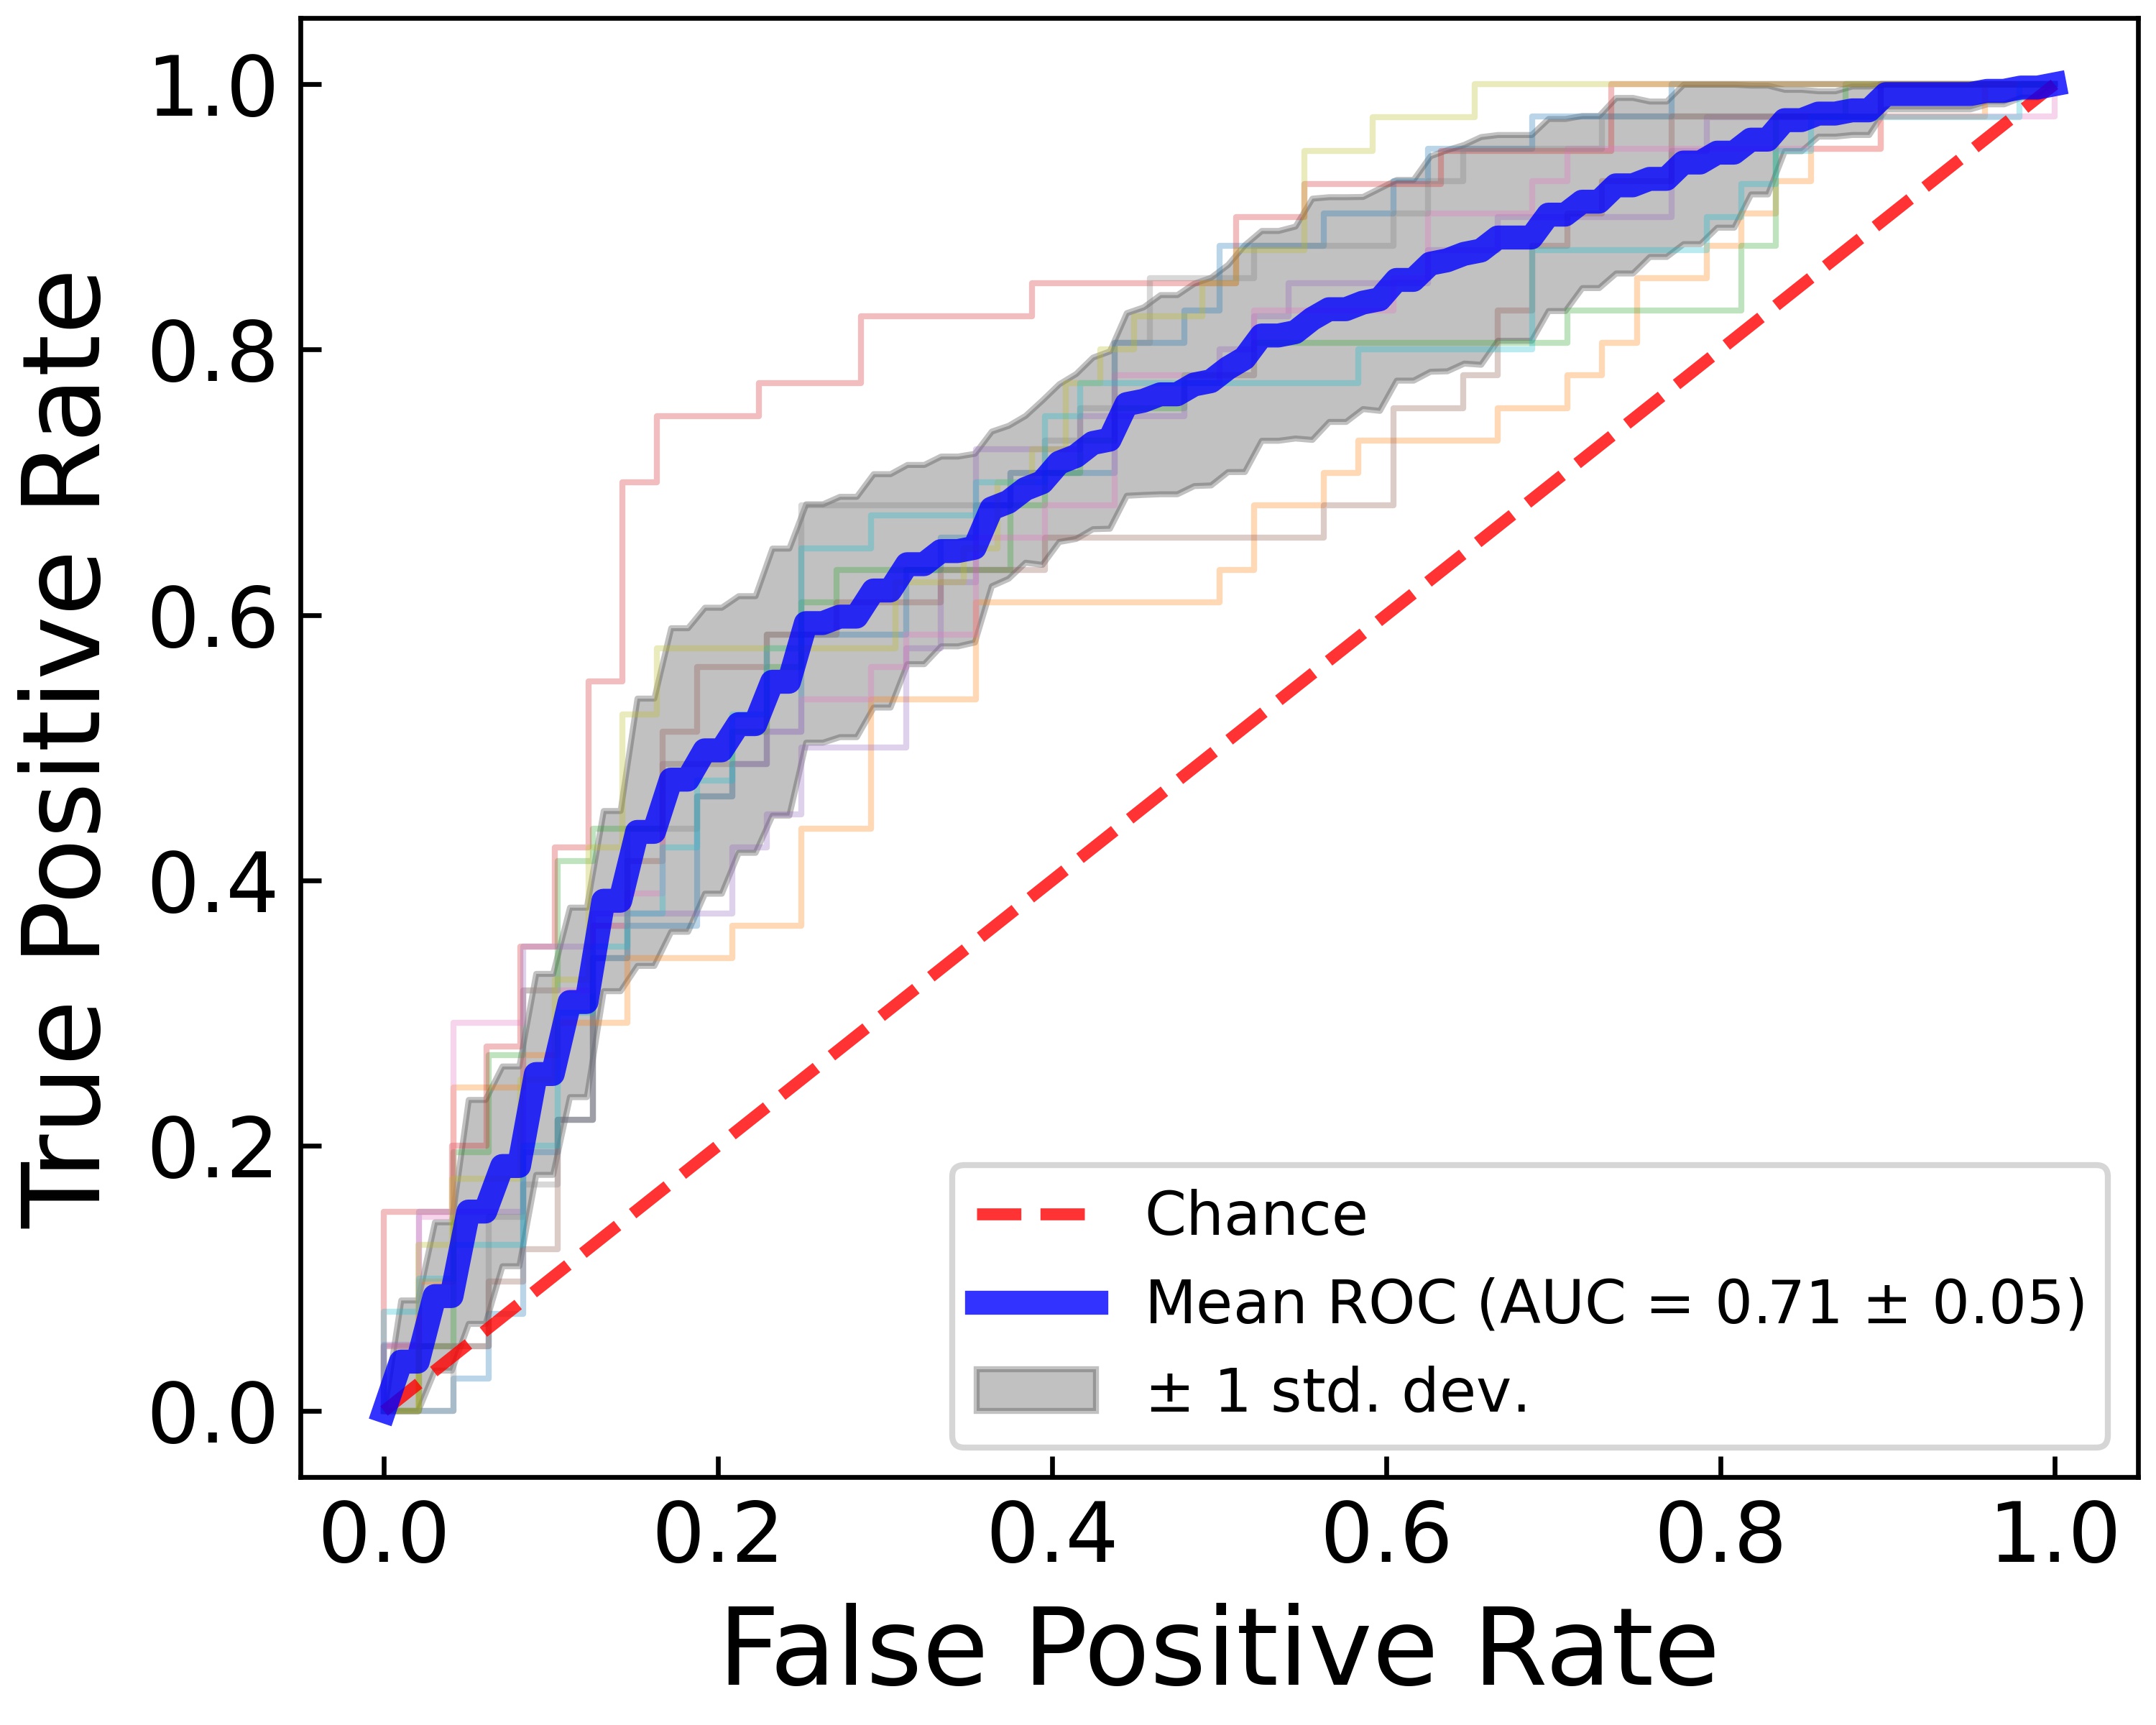 True Positive Rate
1.0
0.8
0.6
0.4
0.2
0.0
Chance
Mean ROC (AUC = 0.71 ± 0.05)
± 1 std. dev.
0.0 0.2 0.4 0.6 0.8 1.0
False Positive Rate